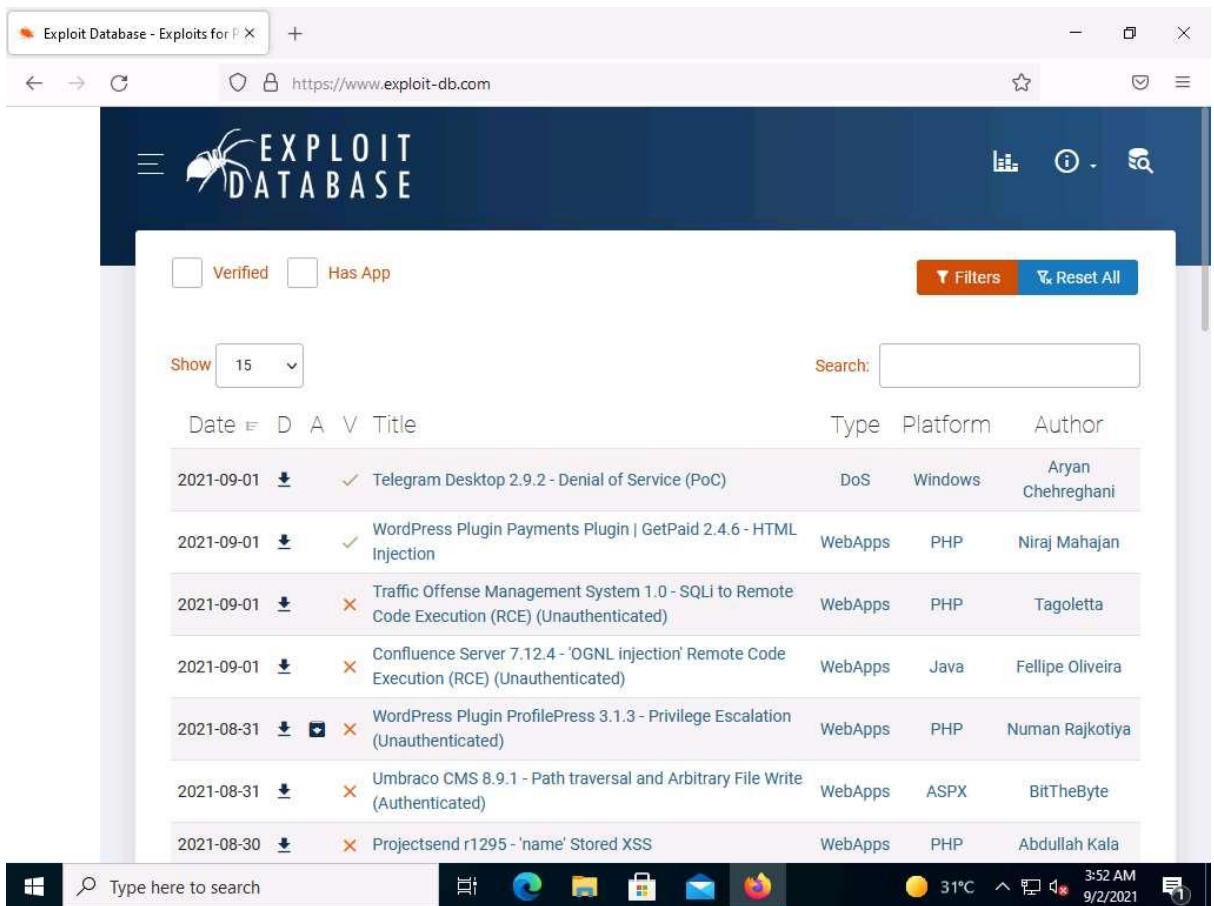 Exploit Database - Exploits for P
https://www.exploit-db.com
EXPLOIT
DATABASE
Verified Has App
Filters Reset All
Show 15 Search:
Date D A V Title Type Platform Author
2021-09-01 Telegram Desktop 2.9.2 - Denial of Service (PoC) DoS Windows Aryan
Chehreghani
WordPress Plugin Payments Plugin | GetPaid 2.4.6 - HTML
2021-09-01 Injection WebApps PHP Niraj Mahajan
Traffic Offense Management System 1.0 - SQLi to Remote
2021-09-01 Code Execution (RCE) (Unauthenticated) WebApps PHP Tagoletta
Confluence Server 7.12.4 - 'OGNL injection' Remote Code
2021-09-01 Execution (RCE) (Unauthenticated) WebApps Java Fellipe Oliveira
WordPress Plugin ProfilePress 3.1.3 - Privilege Escalation
2021-08-31 (Unauthenticated) WebApps PHP Numan Rajkotiya
Umbraco CMS 8.9.1 - Path traversal and Arbitrary File Write
2021-08-31 (Authenticated) WebApps ASPX BitTheByte
2021-08-30 Projectsend r1295 - 'name' Stored XSS WebApps PHP Abdullah Kala
Type here to search 31°C 3:52 AM
9/2/2021 1